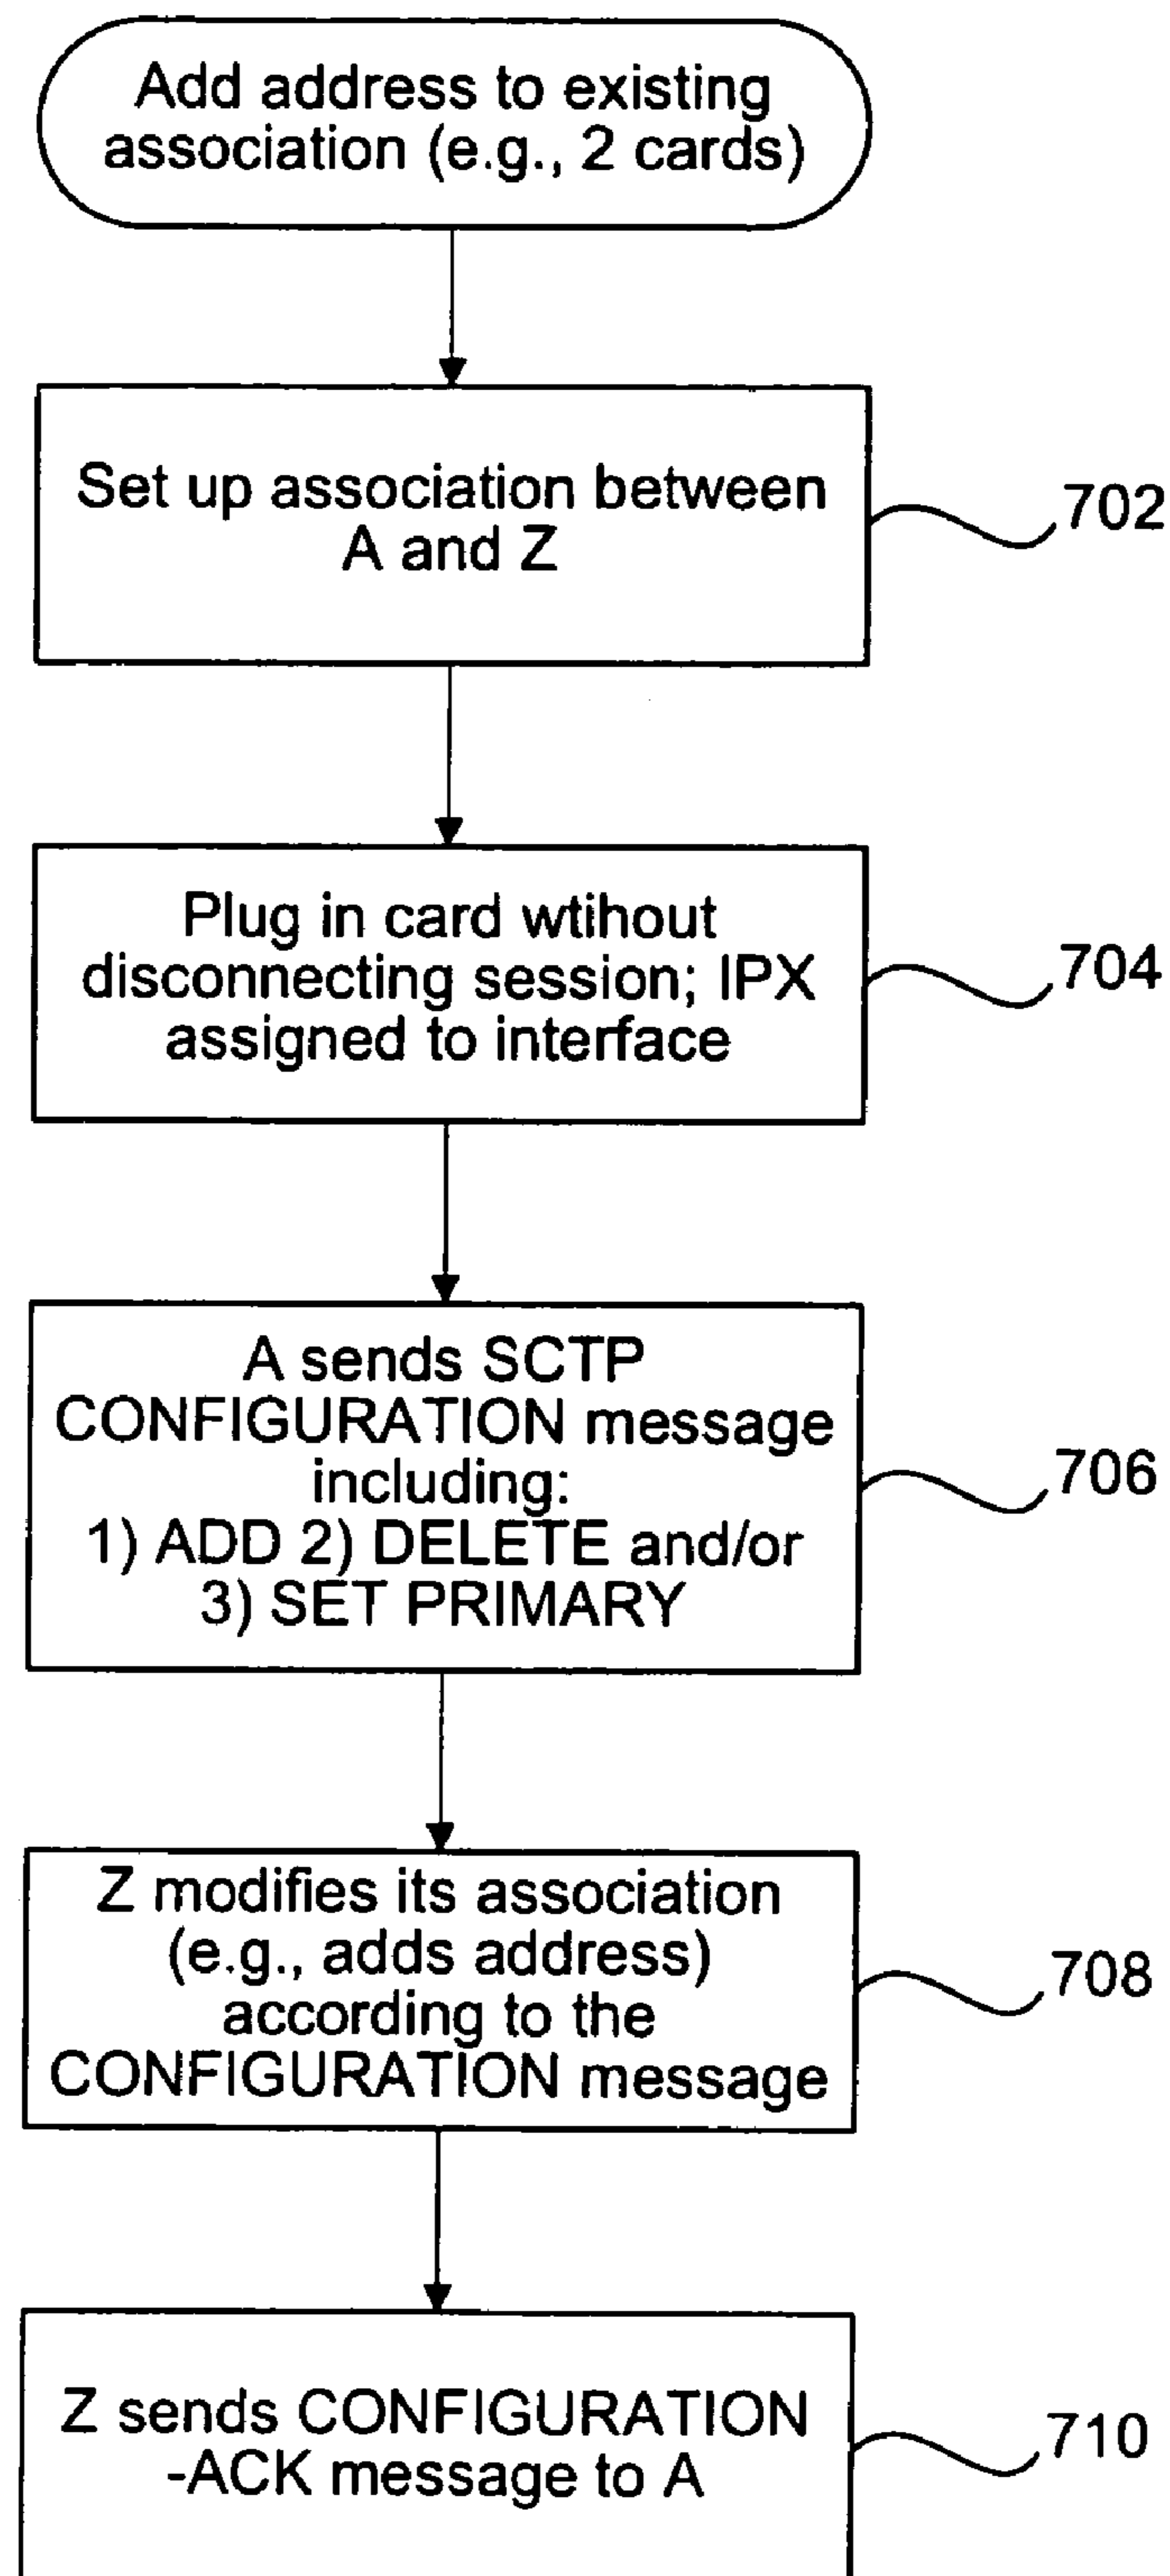 Add address to existing
association (e.g., 2 cards)
Set up association between
A and Z
702
Plug in card wtihout
disconnecting session; IPX
assigned to interface
704
A sends SCTP
CONFIGURATION message
including:
1) ADD 2) DELETE and/or
3) SET PRIMARY
706
Z modifies its association
(e.g., adds address)
according to the
CONFIGURATION message
708
Z sends CONFIGURATION
-ACK message to A
710